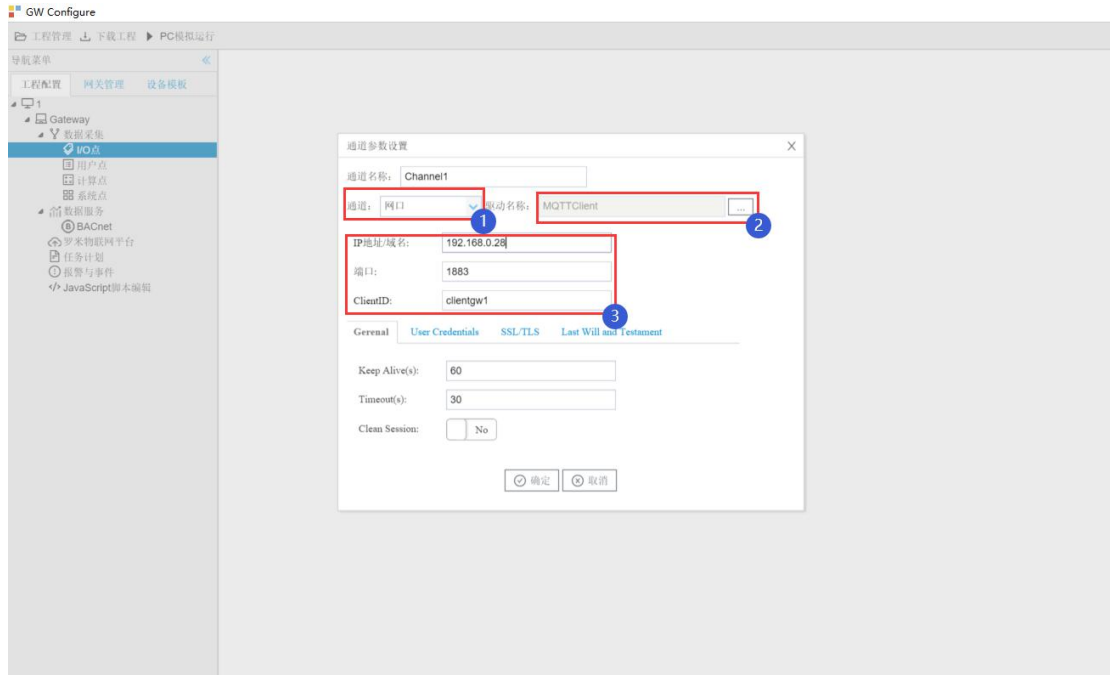 GW Configure
工程管理 下载工程 PC模拟运行
导航菜单
工程配置 网关管理 设备模板
1
Gateway
数据采集
I/O点
用户点
计算点
系统点
数据服务
BACnet
罗米物联网平台
任务计划
报警与事件
JavaScript脚本编辑
通道参数设置
通道名称: Channel1
通道: 网口 驱动名称: MQTTClient ...
1
2
IP地址/域名: 192.168.0.28
端口: 1883
ClientID: clientgw1
3
Gerenal User Credentials SSL/TLS Last Will and Testament
Keep Alive(s): 60
Timeout(s): 30
Clean Session: No
确定 取消